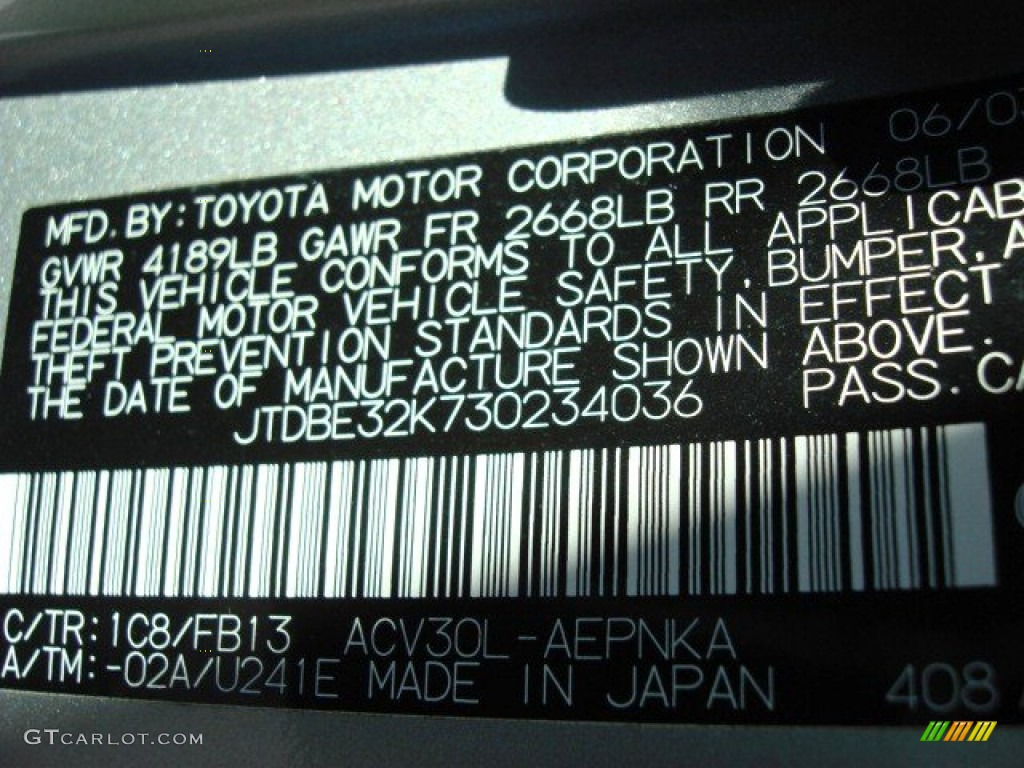 06/03
MFD. BY: TOYOTA MOTOR CORPORATION
GVWR 4189LB GAWR FR 2668LB RR 2668LB
THIS VEHICLE CONFORMS TO ALL APPLICAB
FEDERAL MOTOR VEHICLE SAFETY, BUMPER, A
THEFT PREVENTION STANDARDS IN EFFECT
THE DATE OF MANUFACTURE SHOWN ABOVE.
JTDBE32K730234036 PASS. CA
C/TR: 1C8/FB13 ACV30L-AEPNKA
A/TM: -02A/U241E MADE IN JAPAN 408
GTCARLOT.COM